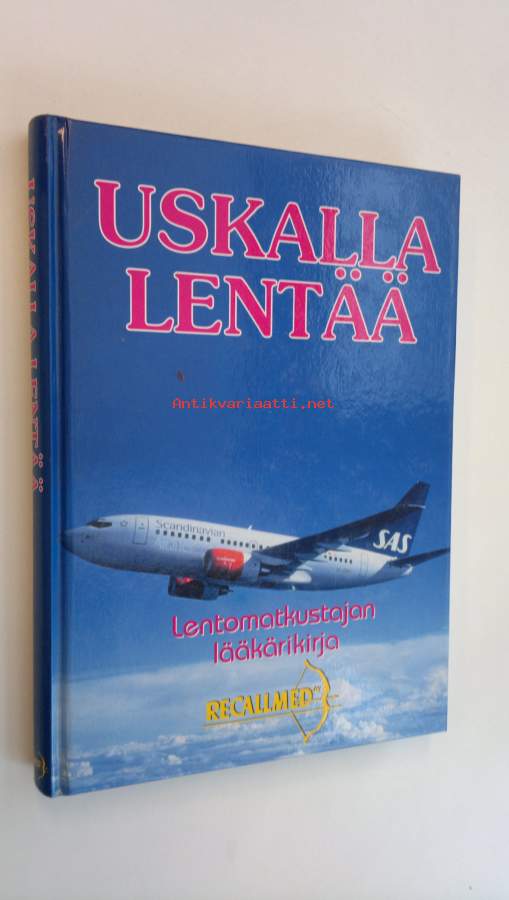 USKALLA
LENTÄÄ
Antikvariaatti.net
Scandinavian
SAS
Lentomatkustajan
lääkärikirja
RECALLMED
USKALLA LENTÄÄ